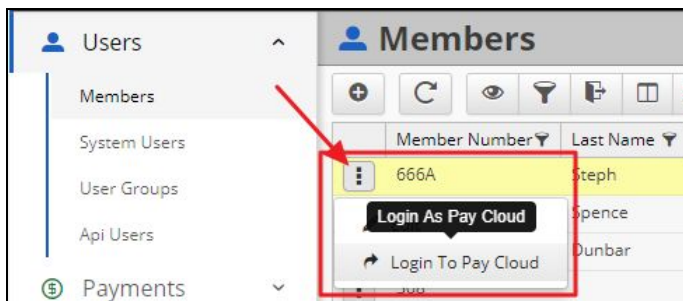 Users
Members
System Users
User Groups
Api Users
Payments
Members
Member Number
Last Name
666A
Steph
Login As Pay Cloud
Spence
Login To Pay Cloud
Dunbar